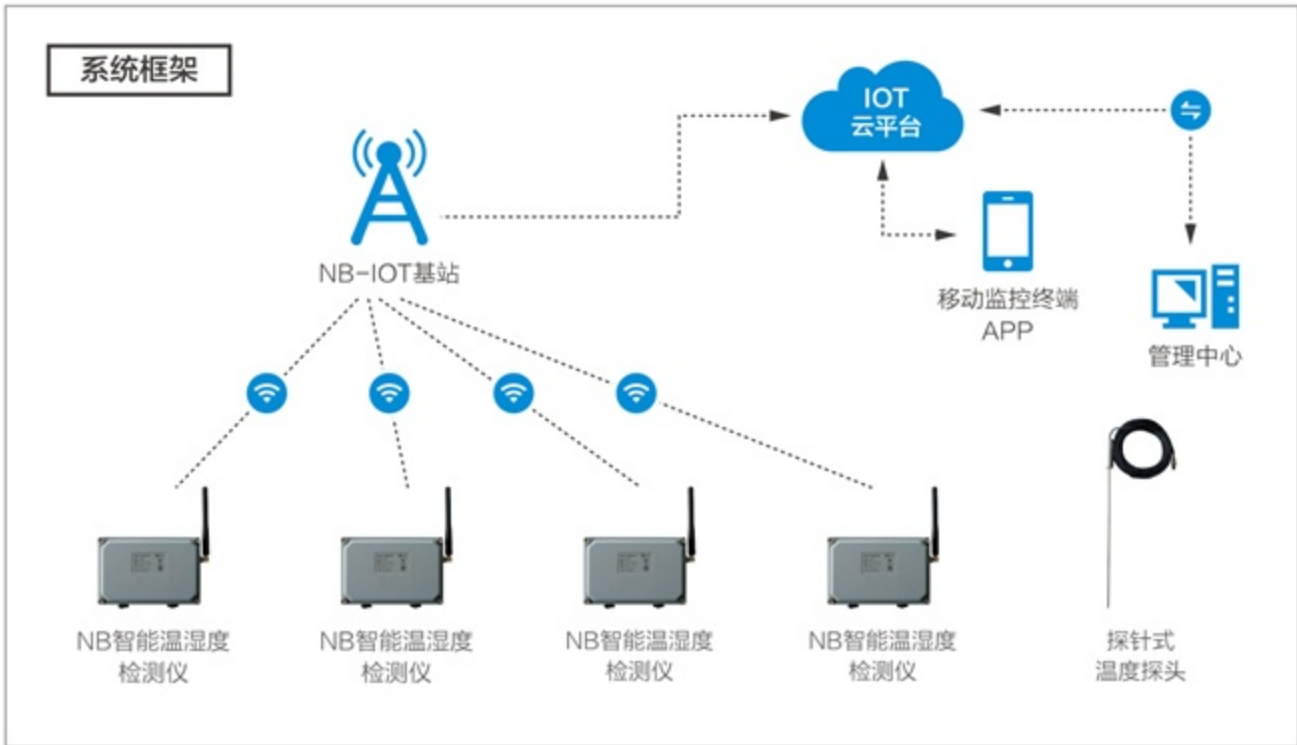 系统框架
IOT
云平台
NB-IOT基站
移动监控终端
APP
管理中心
NB智能温湿度
检测仪
NB智能温湿度
检测仪
NB智能温湿度
检测仪
NB智能温湿度
检测仪
探针式
温度探头